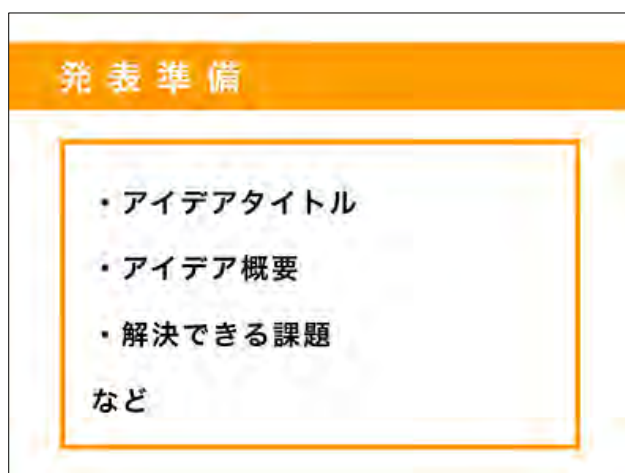 発表準備
・アイデアタイトル
・アイデア概要
・解決できる課題
など